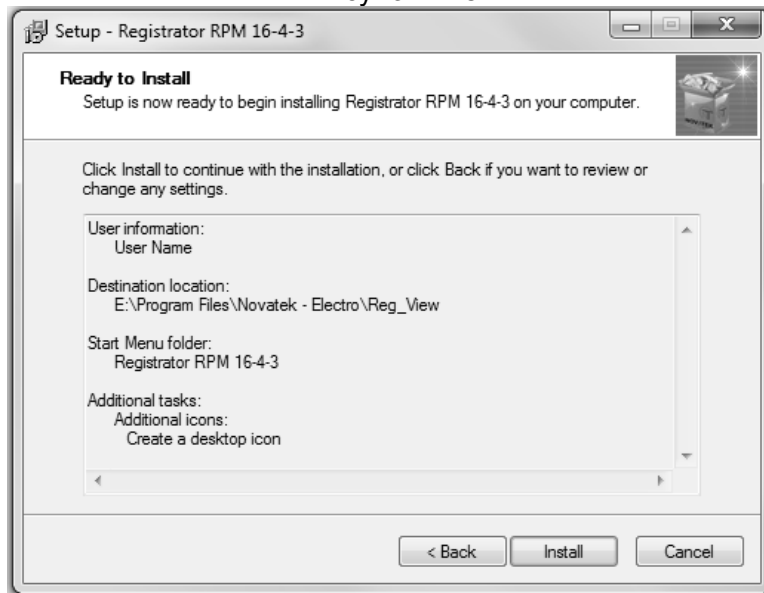 Setup - Registrator RPM 16-4-3
Ready to Install
Setup is now ready to begin installing Registrator RPM 16-4-3 on your computer.
Click Install to continue with the installation, or click Back if you want to review or
change any settings.
User information:
User Name
Destination location:
E:\Program Files\Novatek - Electro\Reg_View
Start Menu folder:
Registrator RPM 16-4-3
Additional tasks:
Additional icons:
Create a desktop icon
< Back
Install
Cancel